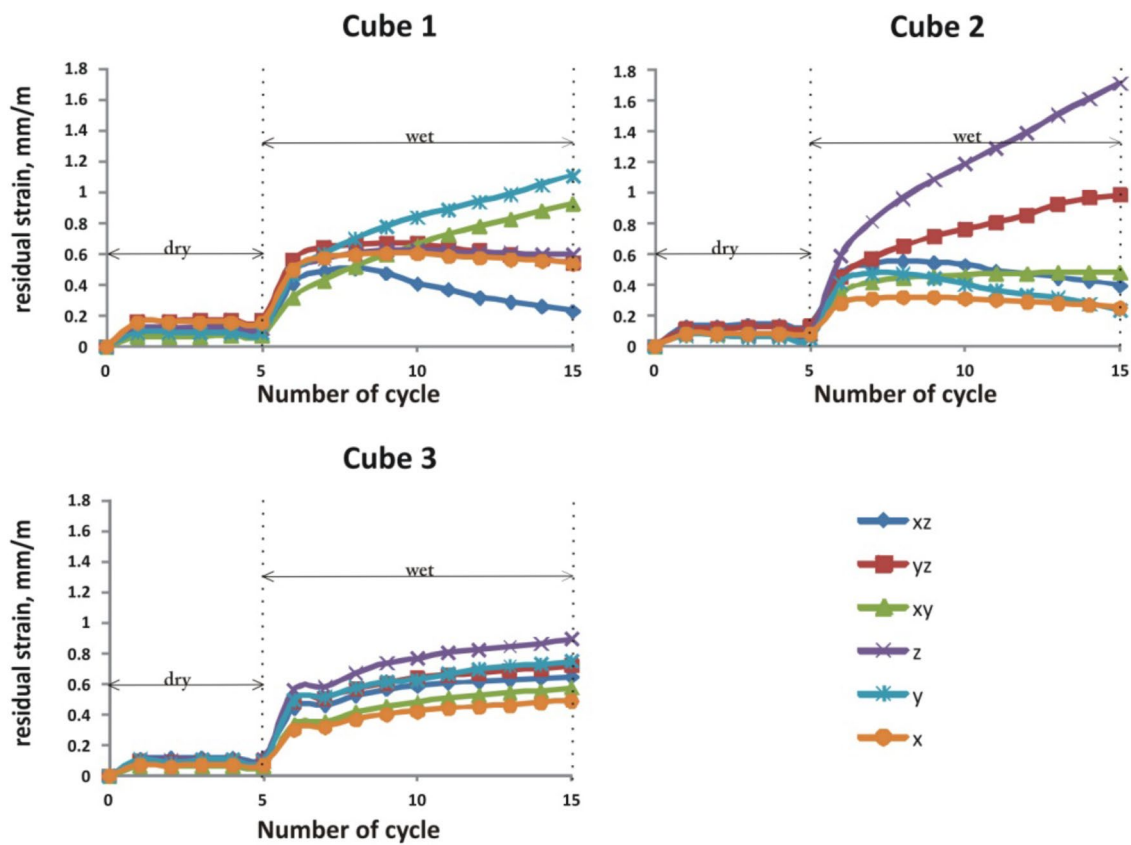 Cube 1
Cube 2
residual strain, mm/m
1.8
1.6
1.4
1.2
1
0.8
0.6
0.4
0.2
0
dry
wet
0
5
10
15
Number of cycle
1.8
1.6
1.4
1.2
1
0.8
0.6
0.4
0.2
0
dry
wet
0
5
10
15
Number of cycle
Cube 3
residual strain, mm/m
1.8
1.6
1.4
1.2
1
0.8
0.6
0.4
0.2
0
dry
wet
0
5
10
15
Number of cycle
xz
yz
xy
z
y
x